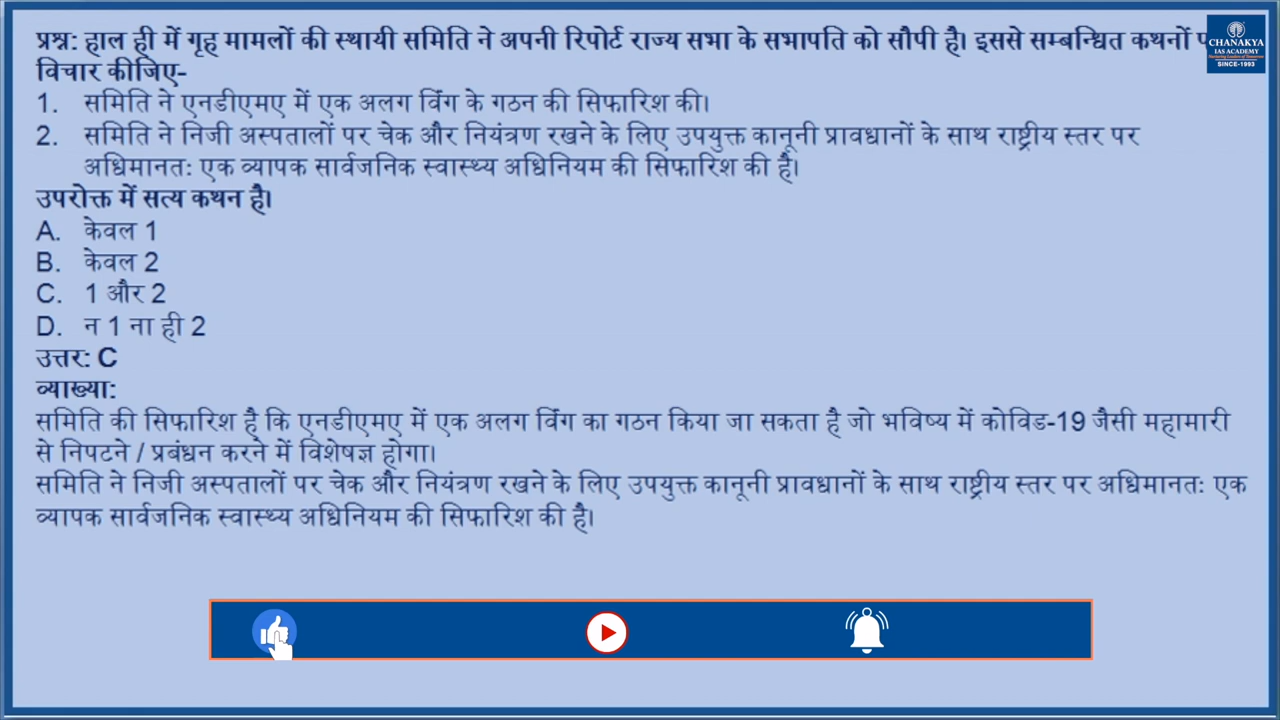 प्रश्न: हाल ही में गृह मामलों की स्थायी समिति ने अपनी रिपोर्ट राज्य सभा के सभापति को सौपी है। इससे सम्बन्धित कथनों
विचार कीजिए-
1. समिति ने एनडीएमए में एक अलग विंग के गठन की सिफारिश की।
2. समिति ने निजी अस्पतालों पर चेक और नियंत्रण रखने के लिए उपयुक्त कानूनी प्रावधानों के साथ राष्ट्रीय स्तर पर
अधिमानतः एक व्यापक सार्वजनिक स्वास्थ्य अधिनियम की सिफारिश की है।
उपरोक्त में सत्य कथन है।
A. केवल 1
B. केवल 2
C. 1 और 2
D. न 1 ना ही 2
उत्तर: C
व्याख्या:
समिति की सिफारिश है कि एनडीएमए में एक अलग विंग का गठन किया जा सकता है जो भविष्य में कोविड-19 जैसी महामारी
से निपटने / प्रबंधन करने में विशेषज्ञ होगा।
समिति ने निजी अस्पतालों पर चेक और नियंत्रण रखने के लिए उपयुक्त कानूनी प्रावधानों के साथ राष्ट्रीय स्तर पर अधिमानतः एक
व्यापक सार्वजनिक स्वास्थ्य अधिनियम की सिफारिश की है।
CHANAKYA
IAS ACADEMY
Nurturing Leaders of Tomorrow
SINCE-1993